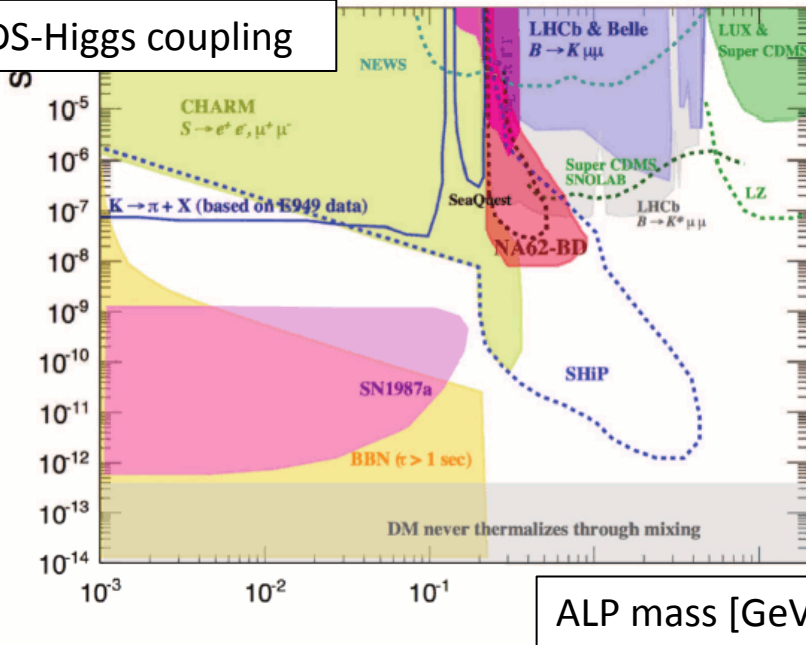 DS-Higgs coupling
LHCb & Belle
B → K μμ
LUX &
Super CDMS
NEWS
CHARM
S → e⁺ e⁻, μ⁺ μ⁻
10⁻⁵
10⁻⁶
10⁻⁷
10⁻⁸
10⁻⁹
10⁻¹⁰
10⁻¹¹
10⁻¹²
10⁻¹³
10⁻¹⁴
Super CDMS
SNOLAB
LZ
K → π + X (based on E949 data)
SeaQuest
LHCb
B → K* μμ
NA62-BD
SHiP
SN1987a
BBN (τ > 1 sec)
DM never thermalizes through mixing
10⁻³
10⁻²
10⁻¹
ALP mass [GeV